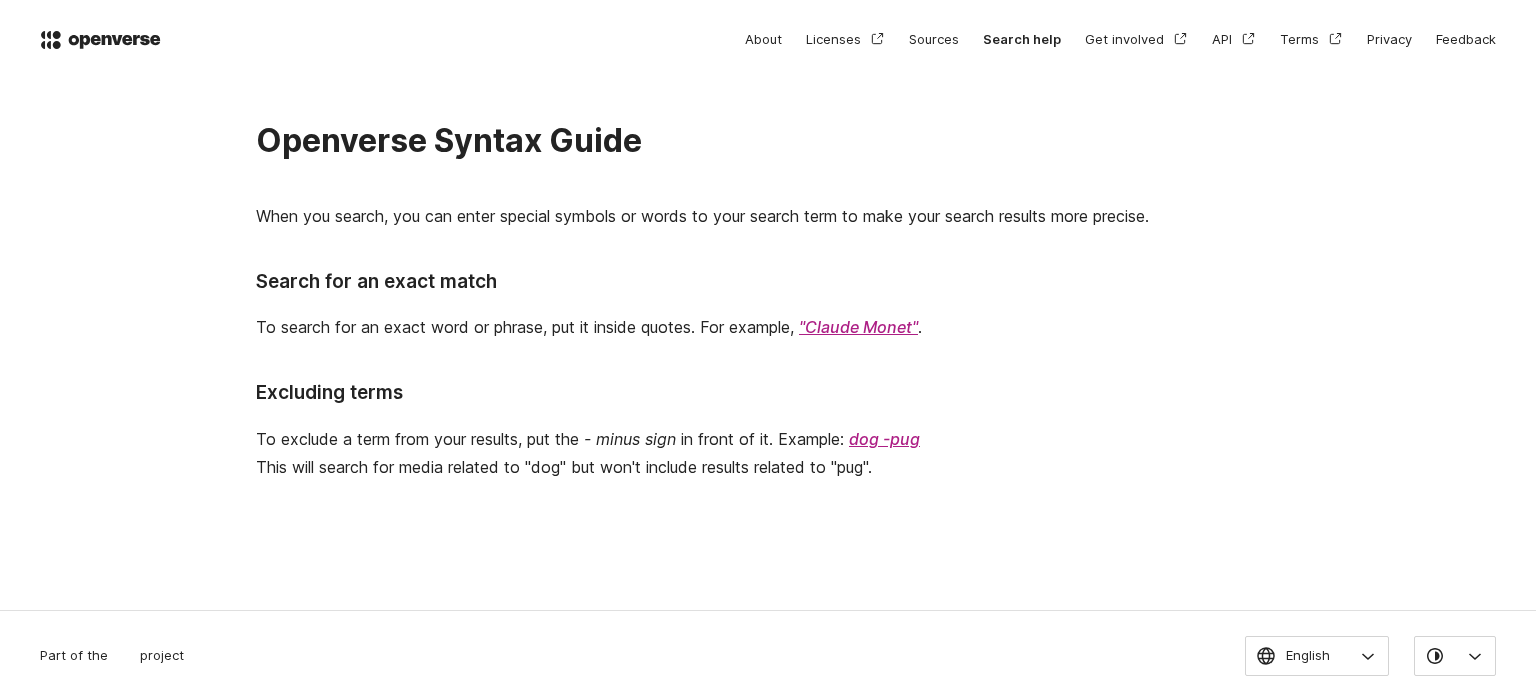 openverse
About Licenses Sources Search help Get involved API Terms Privacy Feedback
Openverse Syntax Guide
When you search, you can enter special symbols or words to your search term to make your search results more precise.
Search for an exact match
To search for an exact word or phrase, put it inside quotes. For example, "Claude Monet".
Excluding terms
To exclude a term from your results, put the - minus sign in front of it. Example: dog -pug
This will search for media related to "dog" but won't include results related to "pug".
Part of the project
English